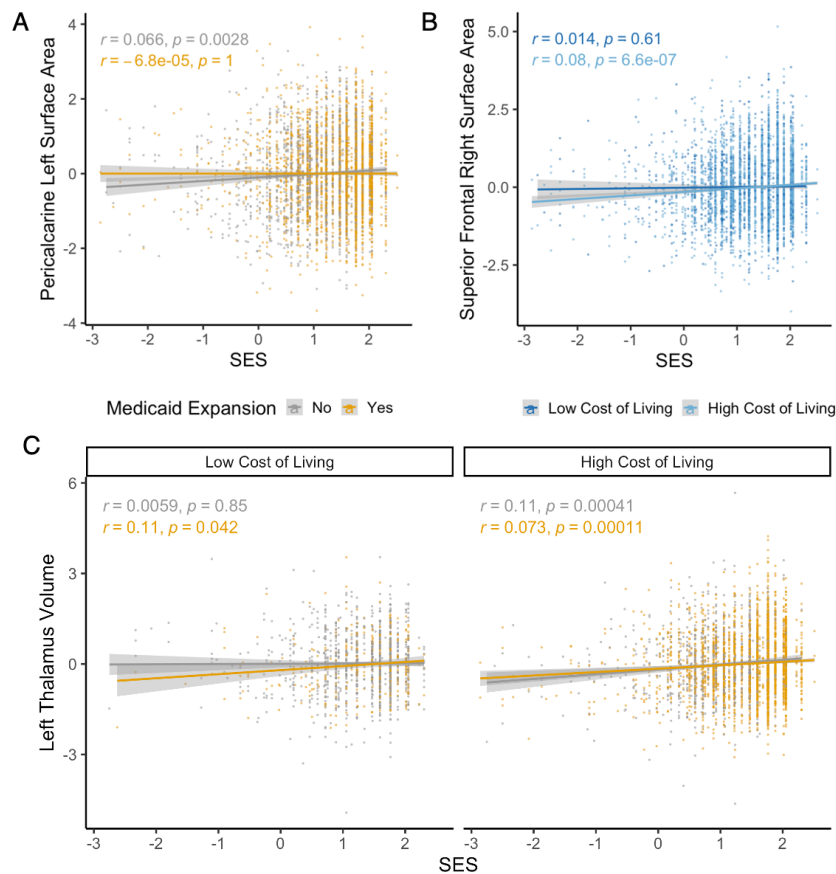 A
r = 0.066, p = 0.0028
r = − 6.8e-05, p = 1
Pericalcarine Left Surface Area
4
2
0
-2
-4
-3 -2 -1 0 1 2
SES
B
r = 0.014, p = 0.61
r = 0.08, p = 6.6e-07
Superior Frontal Right Surface Area
5.0
2.5
0.0
-2.5
-3 -2 -1 0 1 2
SES
Medicaid Expansion a No a Yes
a Low Cost of Living a High Cost of Living
C
Low Cost of Living
High Cost of Living
r = 0.0059, p = 0.85
r = 0.11, p = 0.042
r = 0.11, p = 0.00041
r = 0.073, p = 0.00011
Left Thalamus Volume
6
3
0
-3
-3 -2 -1 0 1 2
-3 -2 -1 0 1 2
SES